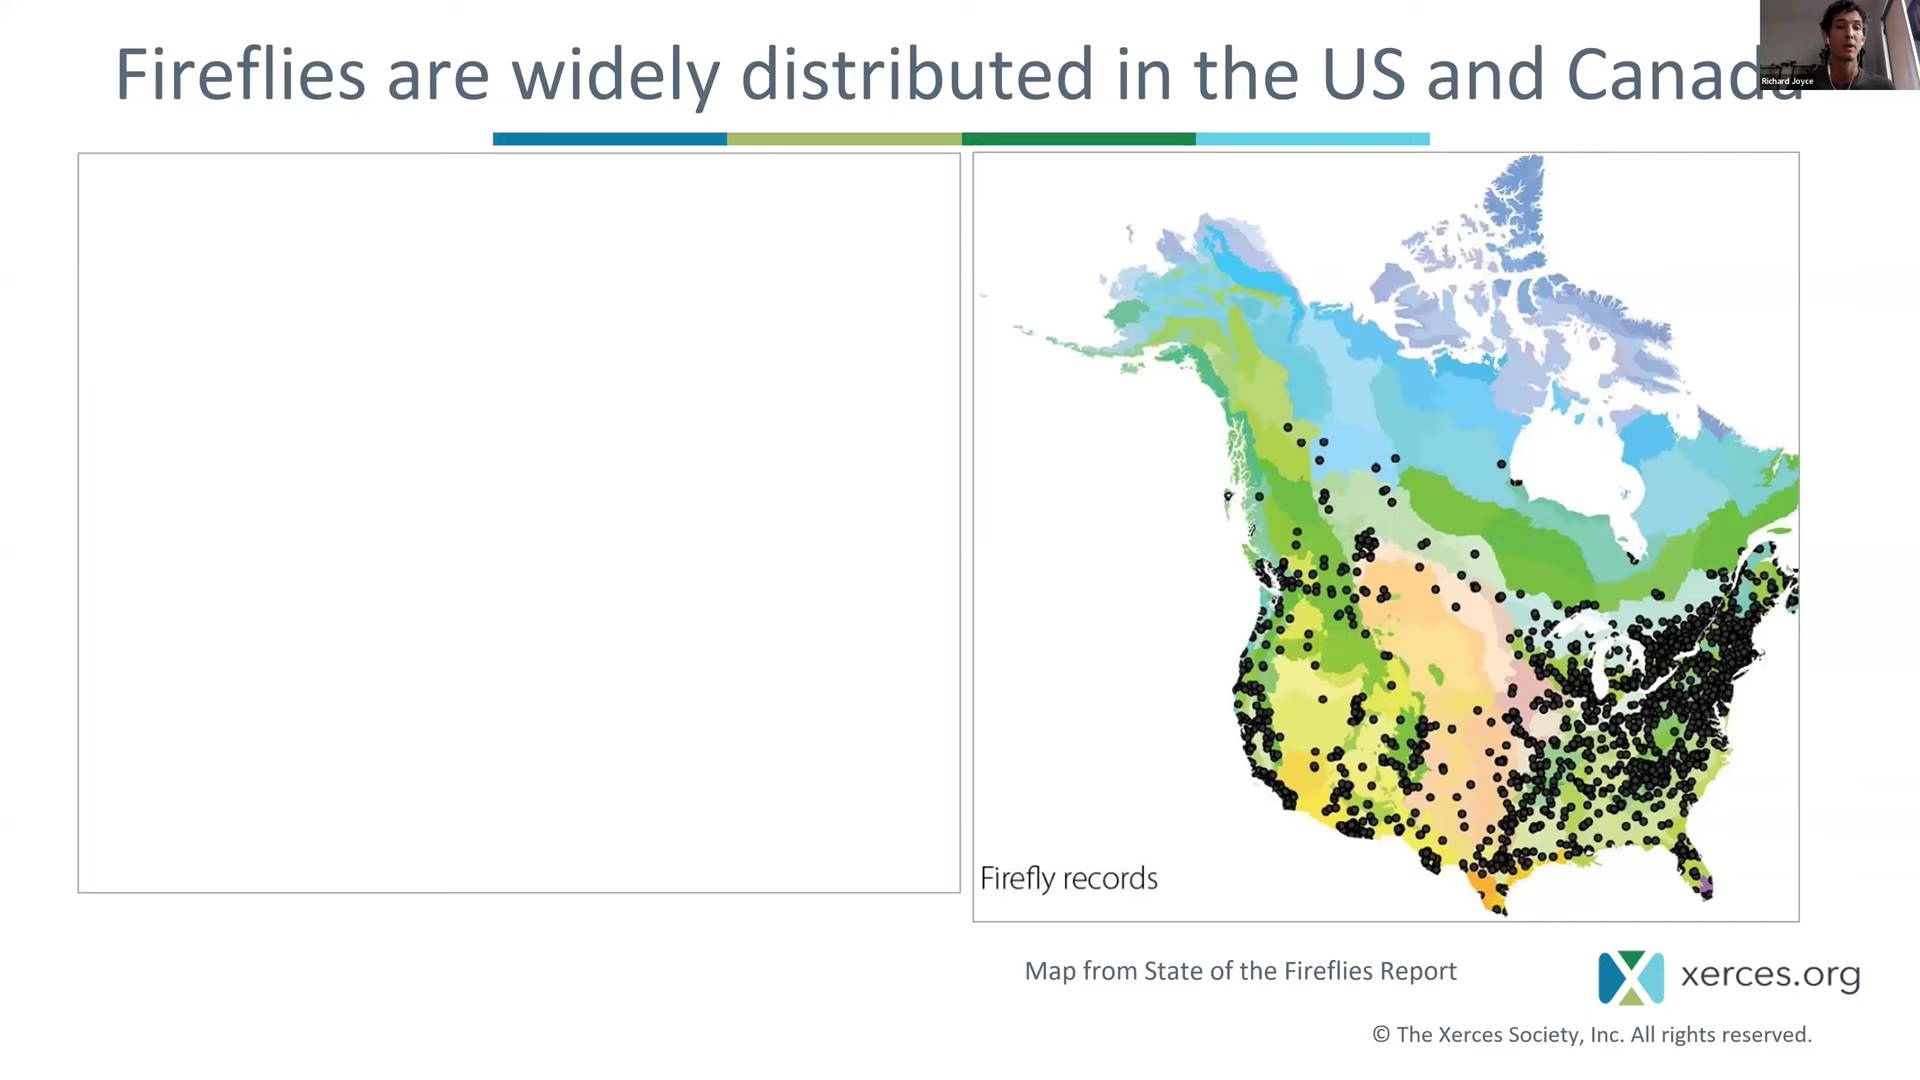 Fireflies are widely distributed in the US and Canada
Richard Joyce
Firefly records
Map from State of the Fireflies Report
xerces.org
© The Xerces Society, Inc. All rights reserved.